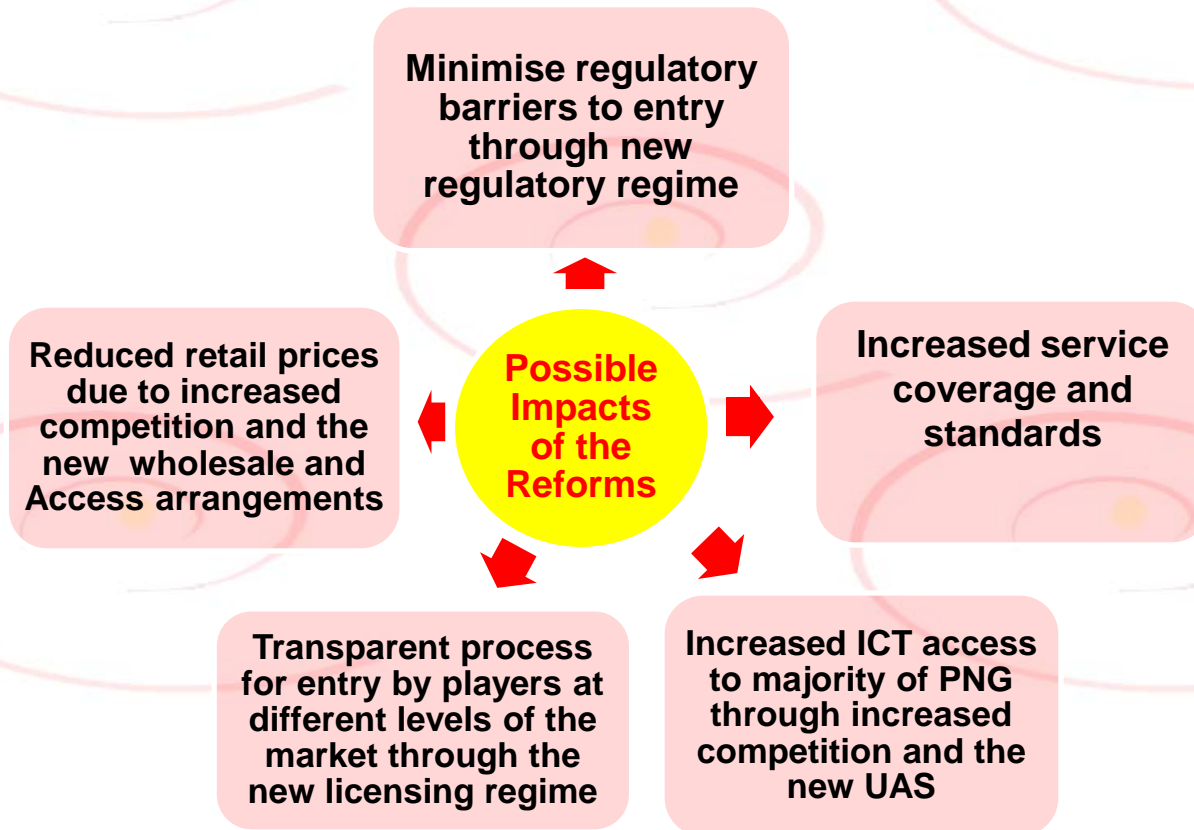 Minimise regulatory
barriers to entry
through new
regulatory regime
Reduced retail prices
due to increased
competition and the
new wholesale and
Access arrangements
Possible
Impacts
of the
Reforms
Increased service
coverage and
standards
Transparent process
for entry by players at
different levels of the
market through the
new licensing regime
Increased ICT access
to majority of PNG
through increased
competition and the
new UAS